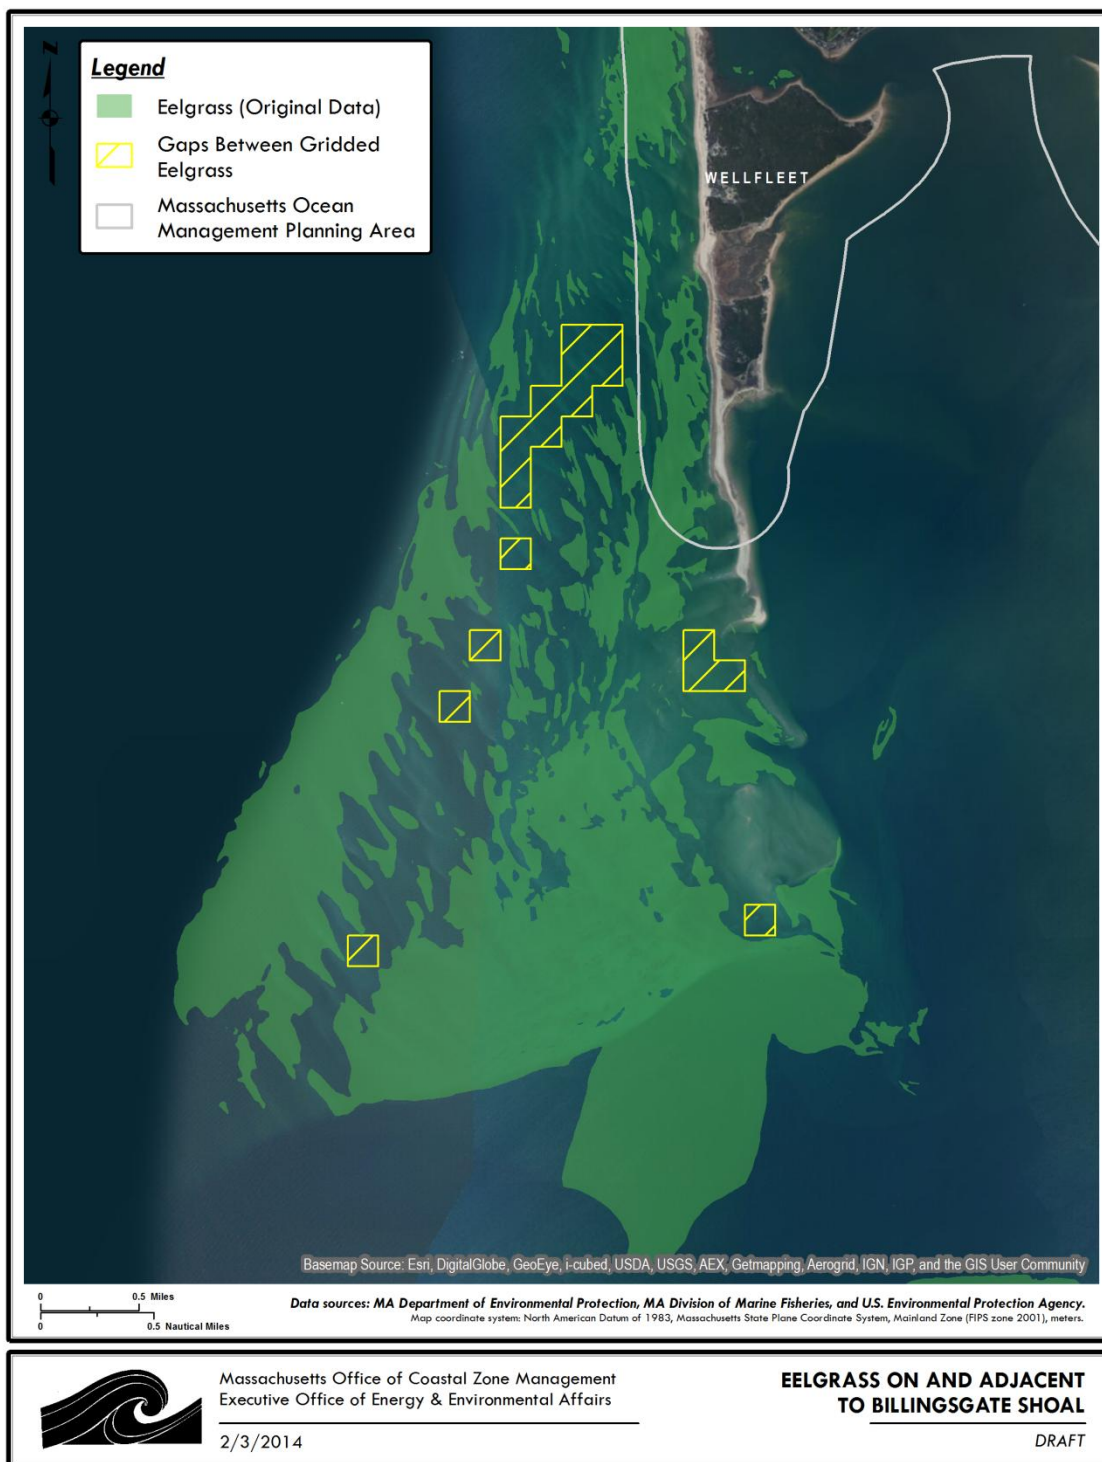 N
Legend
Eelgrass (Original Data)
Gaps Between Gridded
Eelgrass
Massachusetts Ocean
Management Planning Area
WELLFLEET
Basemap Source: Esri, DigitalGlobe, GeoEye, i-cubed, USDA, USGS, AEX, Getmapping, Aerogrid, IGN, IGP, and the GIS User Community
0 0.5 Miles
0 0.5 Nautical Miles
Data sources: MA Department of Environmental Protection, MA Division of Marine Fisheries, and U.S. Environmental Protection Agency.
Map coordinate system: North American Datum of 1983, Massachusetts State Plane Coordinate System, Mainland Zone (FIPS zone 2001), meters.
Massachusetts Office of Coastal Zone Management
Executive Office of Energy & Environmental Affairs
2/3/2014
EELGRASS ON AND ADJACENT
TO BILLINGSGATE SHOAL
DRAFT